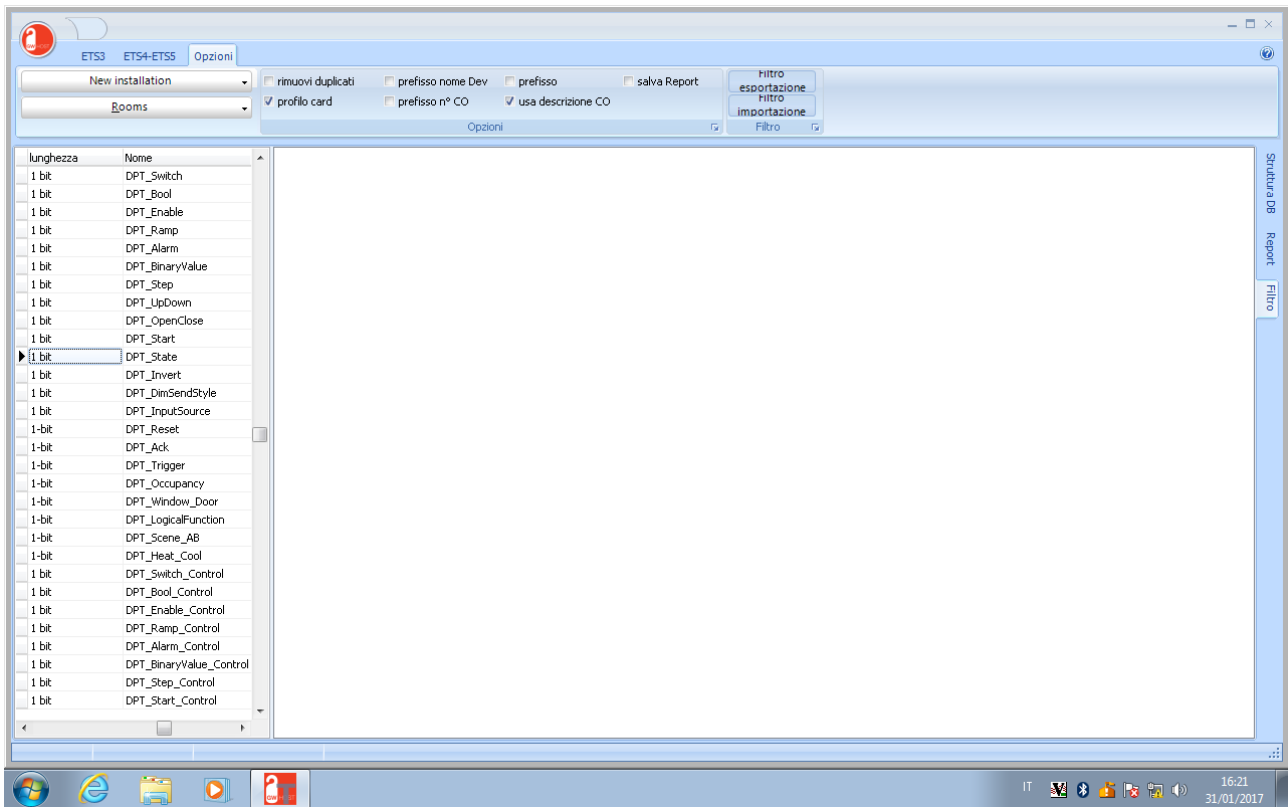 ETS3 ETS4-ETS5 Opzioni
New installation
Rooms
rimuovi duplicati prefisso nome Dev prefisso salva Report
profilo card prefisso n° CO usa descrizione CO
Opzioni
Filtro
esportazione
Filtro
importazione
Filtro
lunghezza Nome
1 bit DPT_Switch
1 bit DPT_Bool
1 bit DPT_Enable
1 bit DPT_Ramp
1 bit DPT_Alarm
1 bit DPT_BinaryValue
1 bit DPT_Step
1 bit DPT_UpDown
1 bit DPT_OpenClose
1 bit DPT_Start
1 bit DPT_State
1 bit DPT_Invert
1 bit DPT_DimSendStyle
1 bit DPT_InputSource
1-bit DPT_Reset
1-bit DPT_Ack
1-bit DPT_Trigger
1-bit DPT_Occupancy
1-bit DPT_Window_Door
1-bit DPT_LogicalFunction
1-bit DPT_Scene_AB
1-bit DPT_Heat_Cool
1 bit DPT_Switch_Control
1 bit DPT_Bool_Control
1 bit DPT_Enable_Control
1 bit DPT_Ramp_Control
1 bit DPT_Alarm_Control
1 bit DPT_BinaryValue_Control
1 bit DPT_Step_Control
1 bit DPT_Start_Control
Struttura DB
Report
Filtro
IT
16:21
31/01/2017